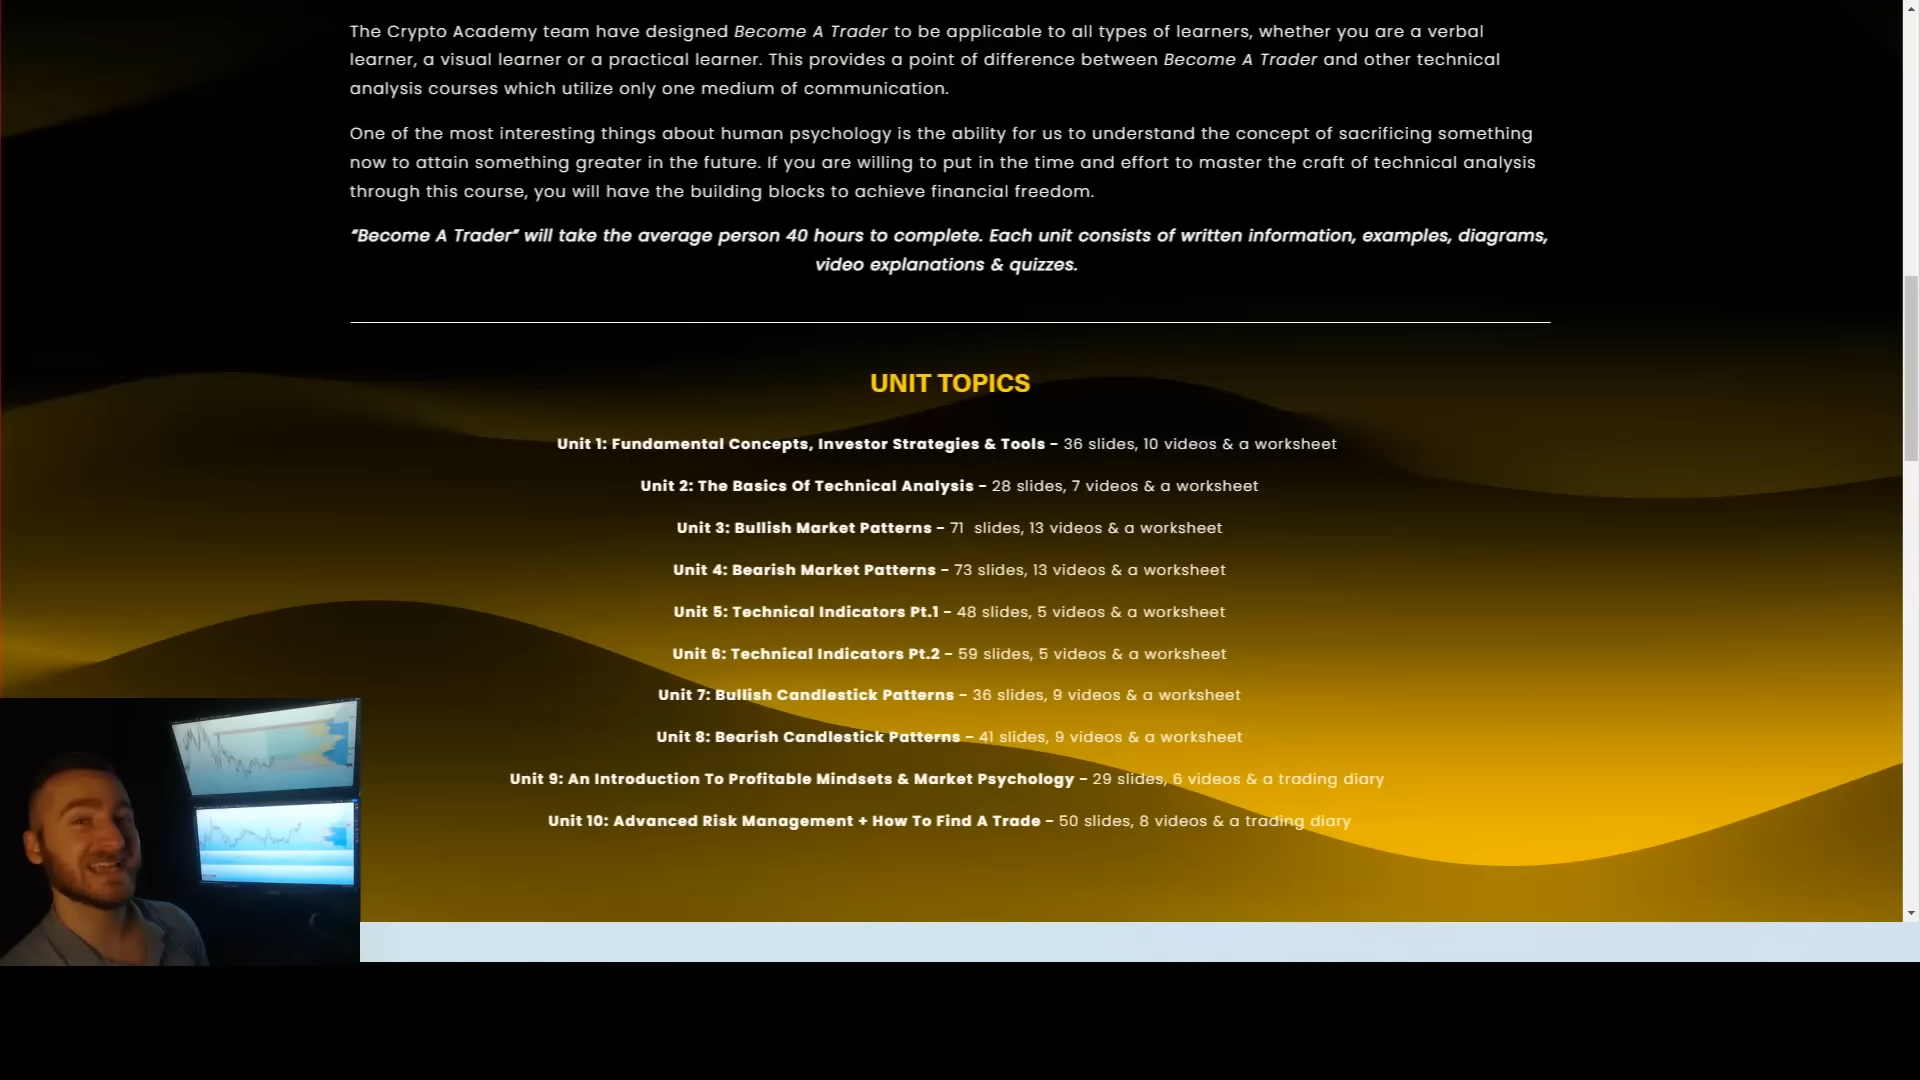 The Crypto Academy team have designed Become A Trader to be applicable to all types of learners, whether you are a verbal
learner, a visual learner or a practical learner. This provides a point of difference between Become A Trader and other technical
analysis courses which utilize only one medium of communication.
One of the most interesting things about human psychology is the ability for us to understand the concept of sacrificing something
now to attain something greater in the future. If you are willing to put in the time and effort to master the craft of technical analysis
through this course, you will have the building blocks to achieve financial freedom.
“Become A Trader” will take the average person 40 hours to complete. Each unit consists of written information, examples, diagrams,
video explanations & quizzes.
UNIT TOPICS
Unit 1: Fundamental Concepts, Investor Strategies & Tools – 36 slides, 10 videos & a worksheet
Unit 2: The Basics Of Technical Analysis – 28 slides, 7 videos & a worksheet
Unit 3: Bullish Market Patterns – 71 slides, 13 videos & a worksheet
Unit 4: Bearish Market Patterns – 73 slides, 13 videos & a worksheet
Unit 5: Technical Indicators Pt.1 – 48 slides, 5 videos & a worksheet
Unit 6: Technical Indicators Pt.2 – 59 slides, 5 videos & a worksheet
Unit 7: Bullish Candlestick Patterns – 36 slides, 9 videos & a worksheet
Unit 8: Bearish Candlestick Patterns – 41 slides, 9 videos & a worksheet
Unit 9: An Introduction To Profitable Mindsets & Market Psychology – 29 slides, 6 videos & a trading diary
Unit 10: Advanced Risk Management + How To Find A Trade – 50 slides, 8 videos & a trading diary